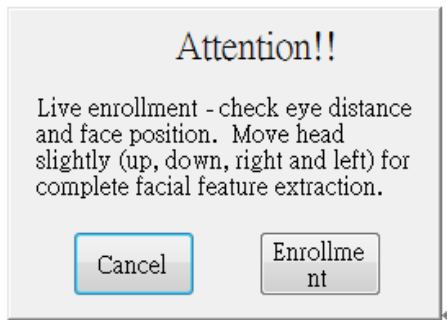 Attention!!
Live enrollment - check eye distance
and face position.  Move head
slightly (up, down, right and left) for
complete facial feature extraction.
Cancel
Enrollme
nt